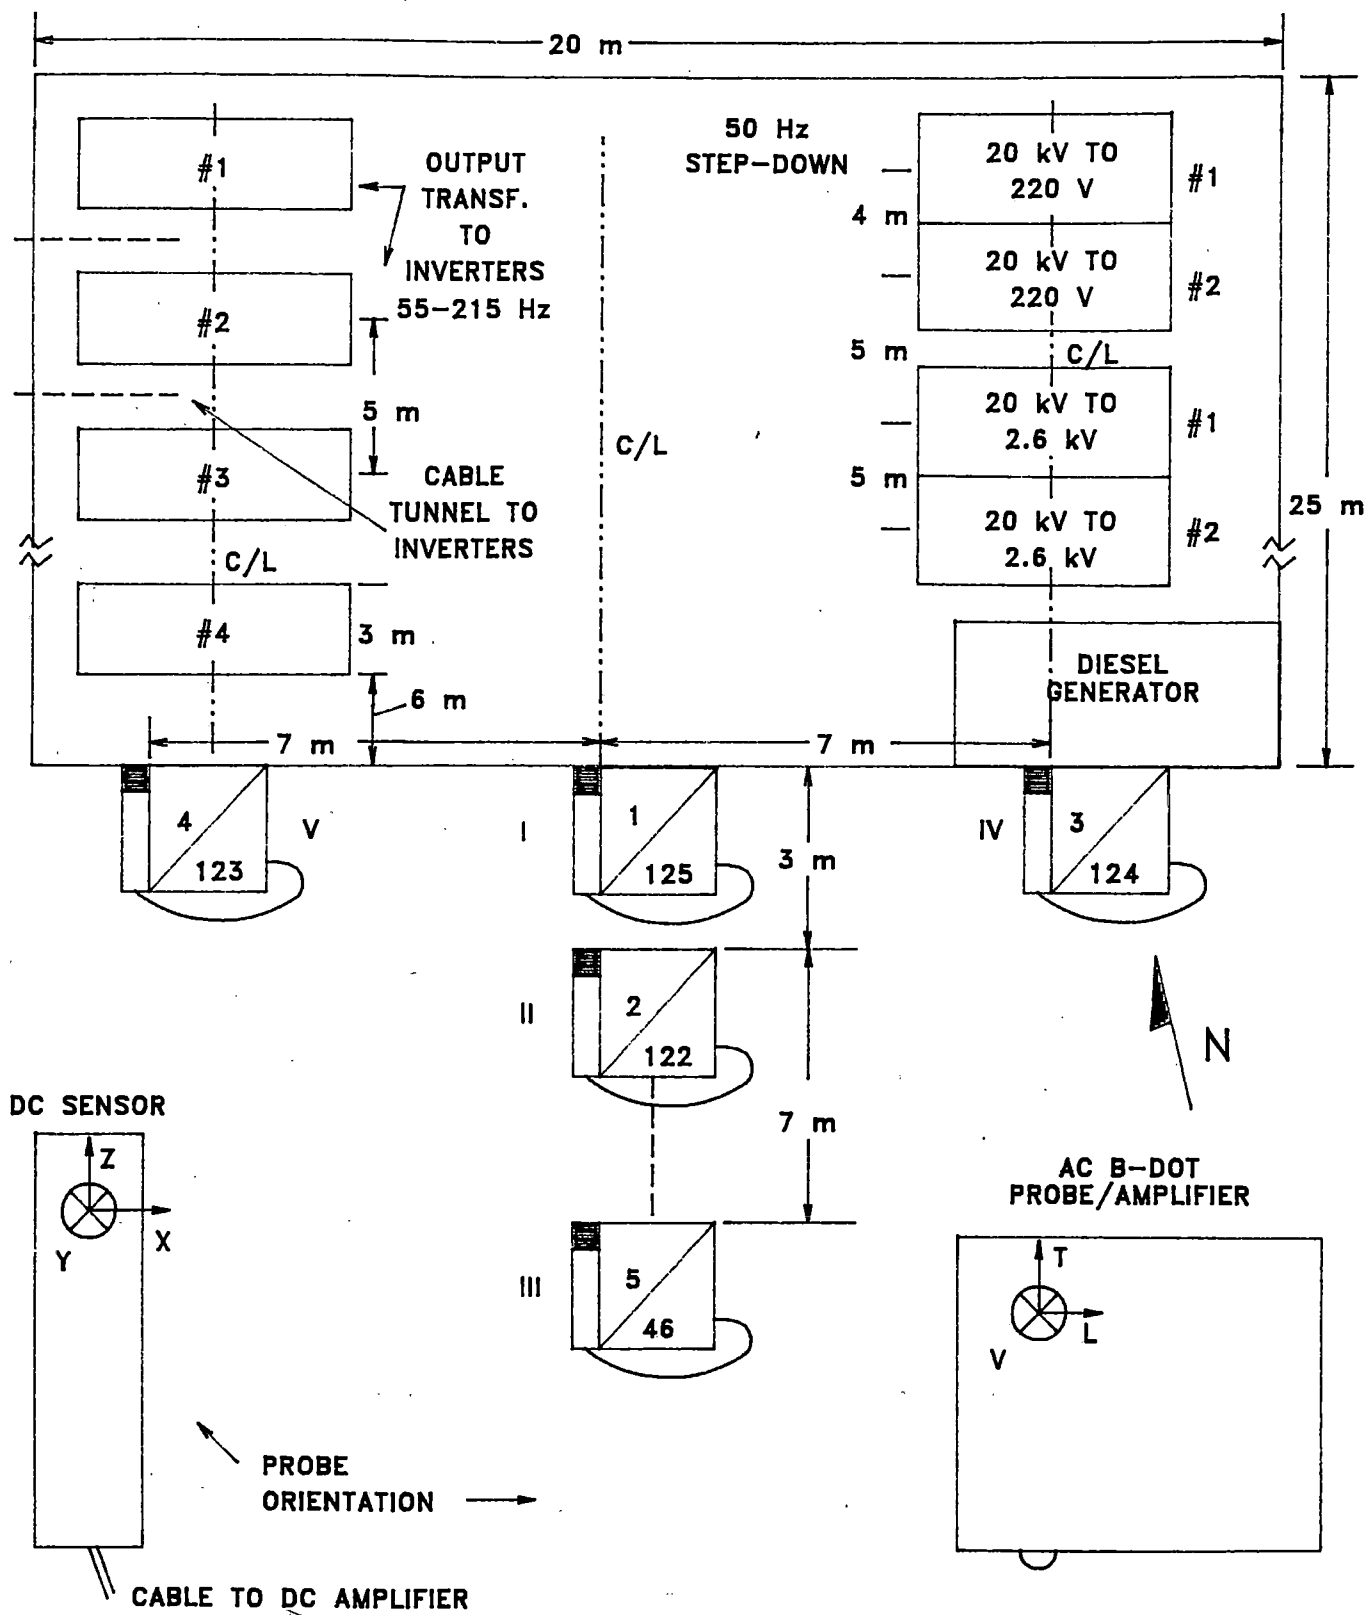 20 m
#1
OUTPUT
TRANSF.
TO
INVERTERS
55-215 Hz
50 Hz
STEP-DOWN
20 kV TO
220 V
#1
4 m
20 kV TO
220 V
#2
#2
5 m
C/L
20 kV TO
2.6 kV
#1
5 m
C/L
#3
CABLE
TUNNEL TO
INVERTERS
5 m
20 kV TO
2.6 kV
#2
25 m
C/L
#4
3 m
6 m
DIESEL
GENERATOR
7 m
7 m
4
123
V
I
1
125
3 m
IV
3
124
II
2
122
7 m
N
III
5
46
DC SENSOR
Z
X
Y
AC B-DOT
PROBE/AMPLIFIER
T
L
V
PROBE
ORIENTATION
CABLE TO DC AMPLIFIER